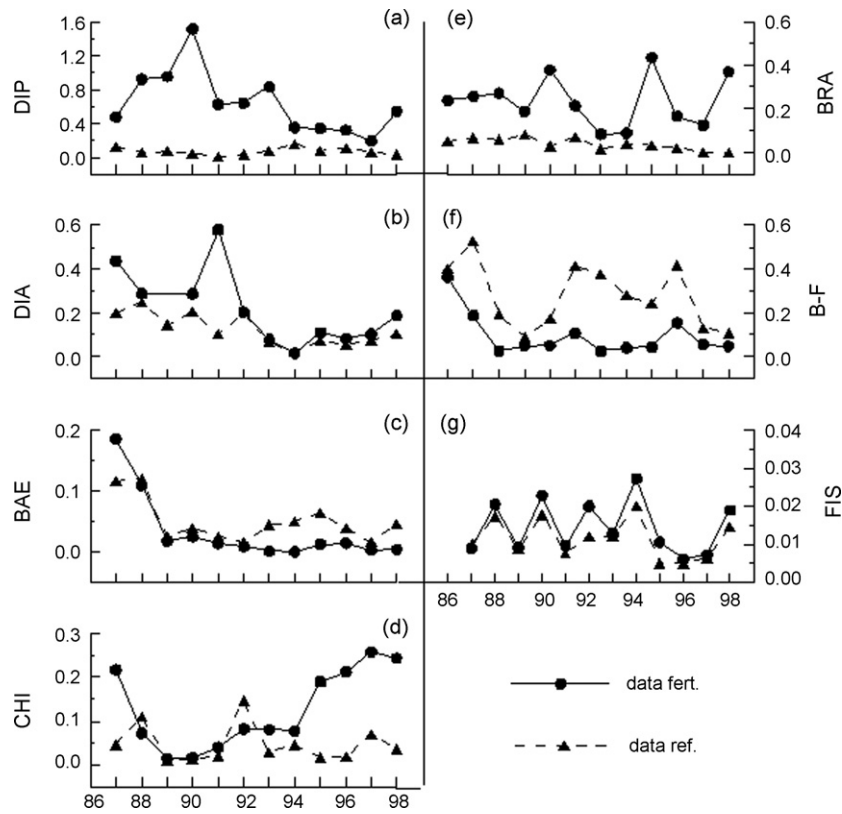 (a)
DIP
1.6
1.2
0.8
0.4
0.0
(e)
BRA
0.6
0.4
0.2
0.0
(b)
DIA
0.6
0.4
0.2
0.0
(f)
B-F
0.6
0.4
0.2
0.0
(c)
BAE
0.2
0.1
0.0
(g)
FIS
0.04
0.03
0.02
0.01
0.00
86 88 90 92 94 96 98
(d)
CHI
0.3
0.2
0.1
0.0
86 88 90 92 94 96 98
data fert.
data ref.